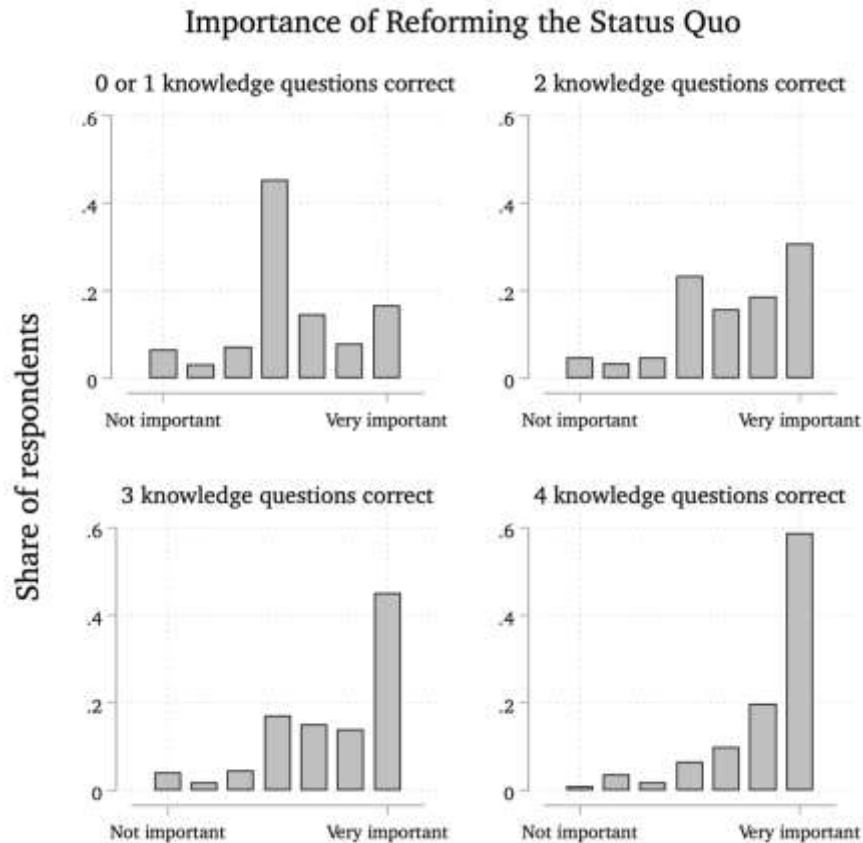 Importance of Reforming the Status Quo
0 or 1 knowledge questions correct
.6
.4
.2
0
Not important
Very important
2 knowledge questions correct
.6
.4
.2
0
Not important
Very important
Share of respondents
3 knowledge questions correct
.6
.4
.2
0
Not important
Very important
4 knowledge questions correct
.6
.4
.2
0
Not important
Very important